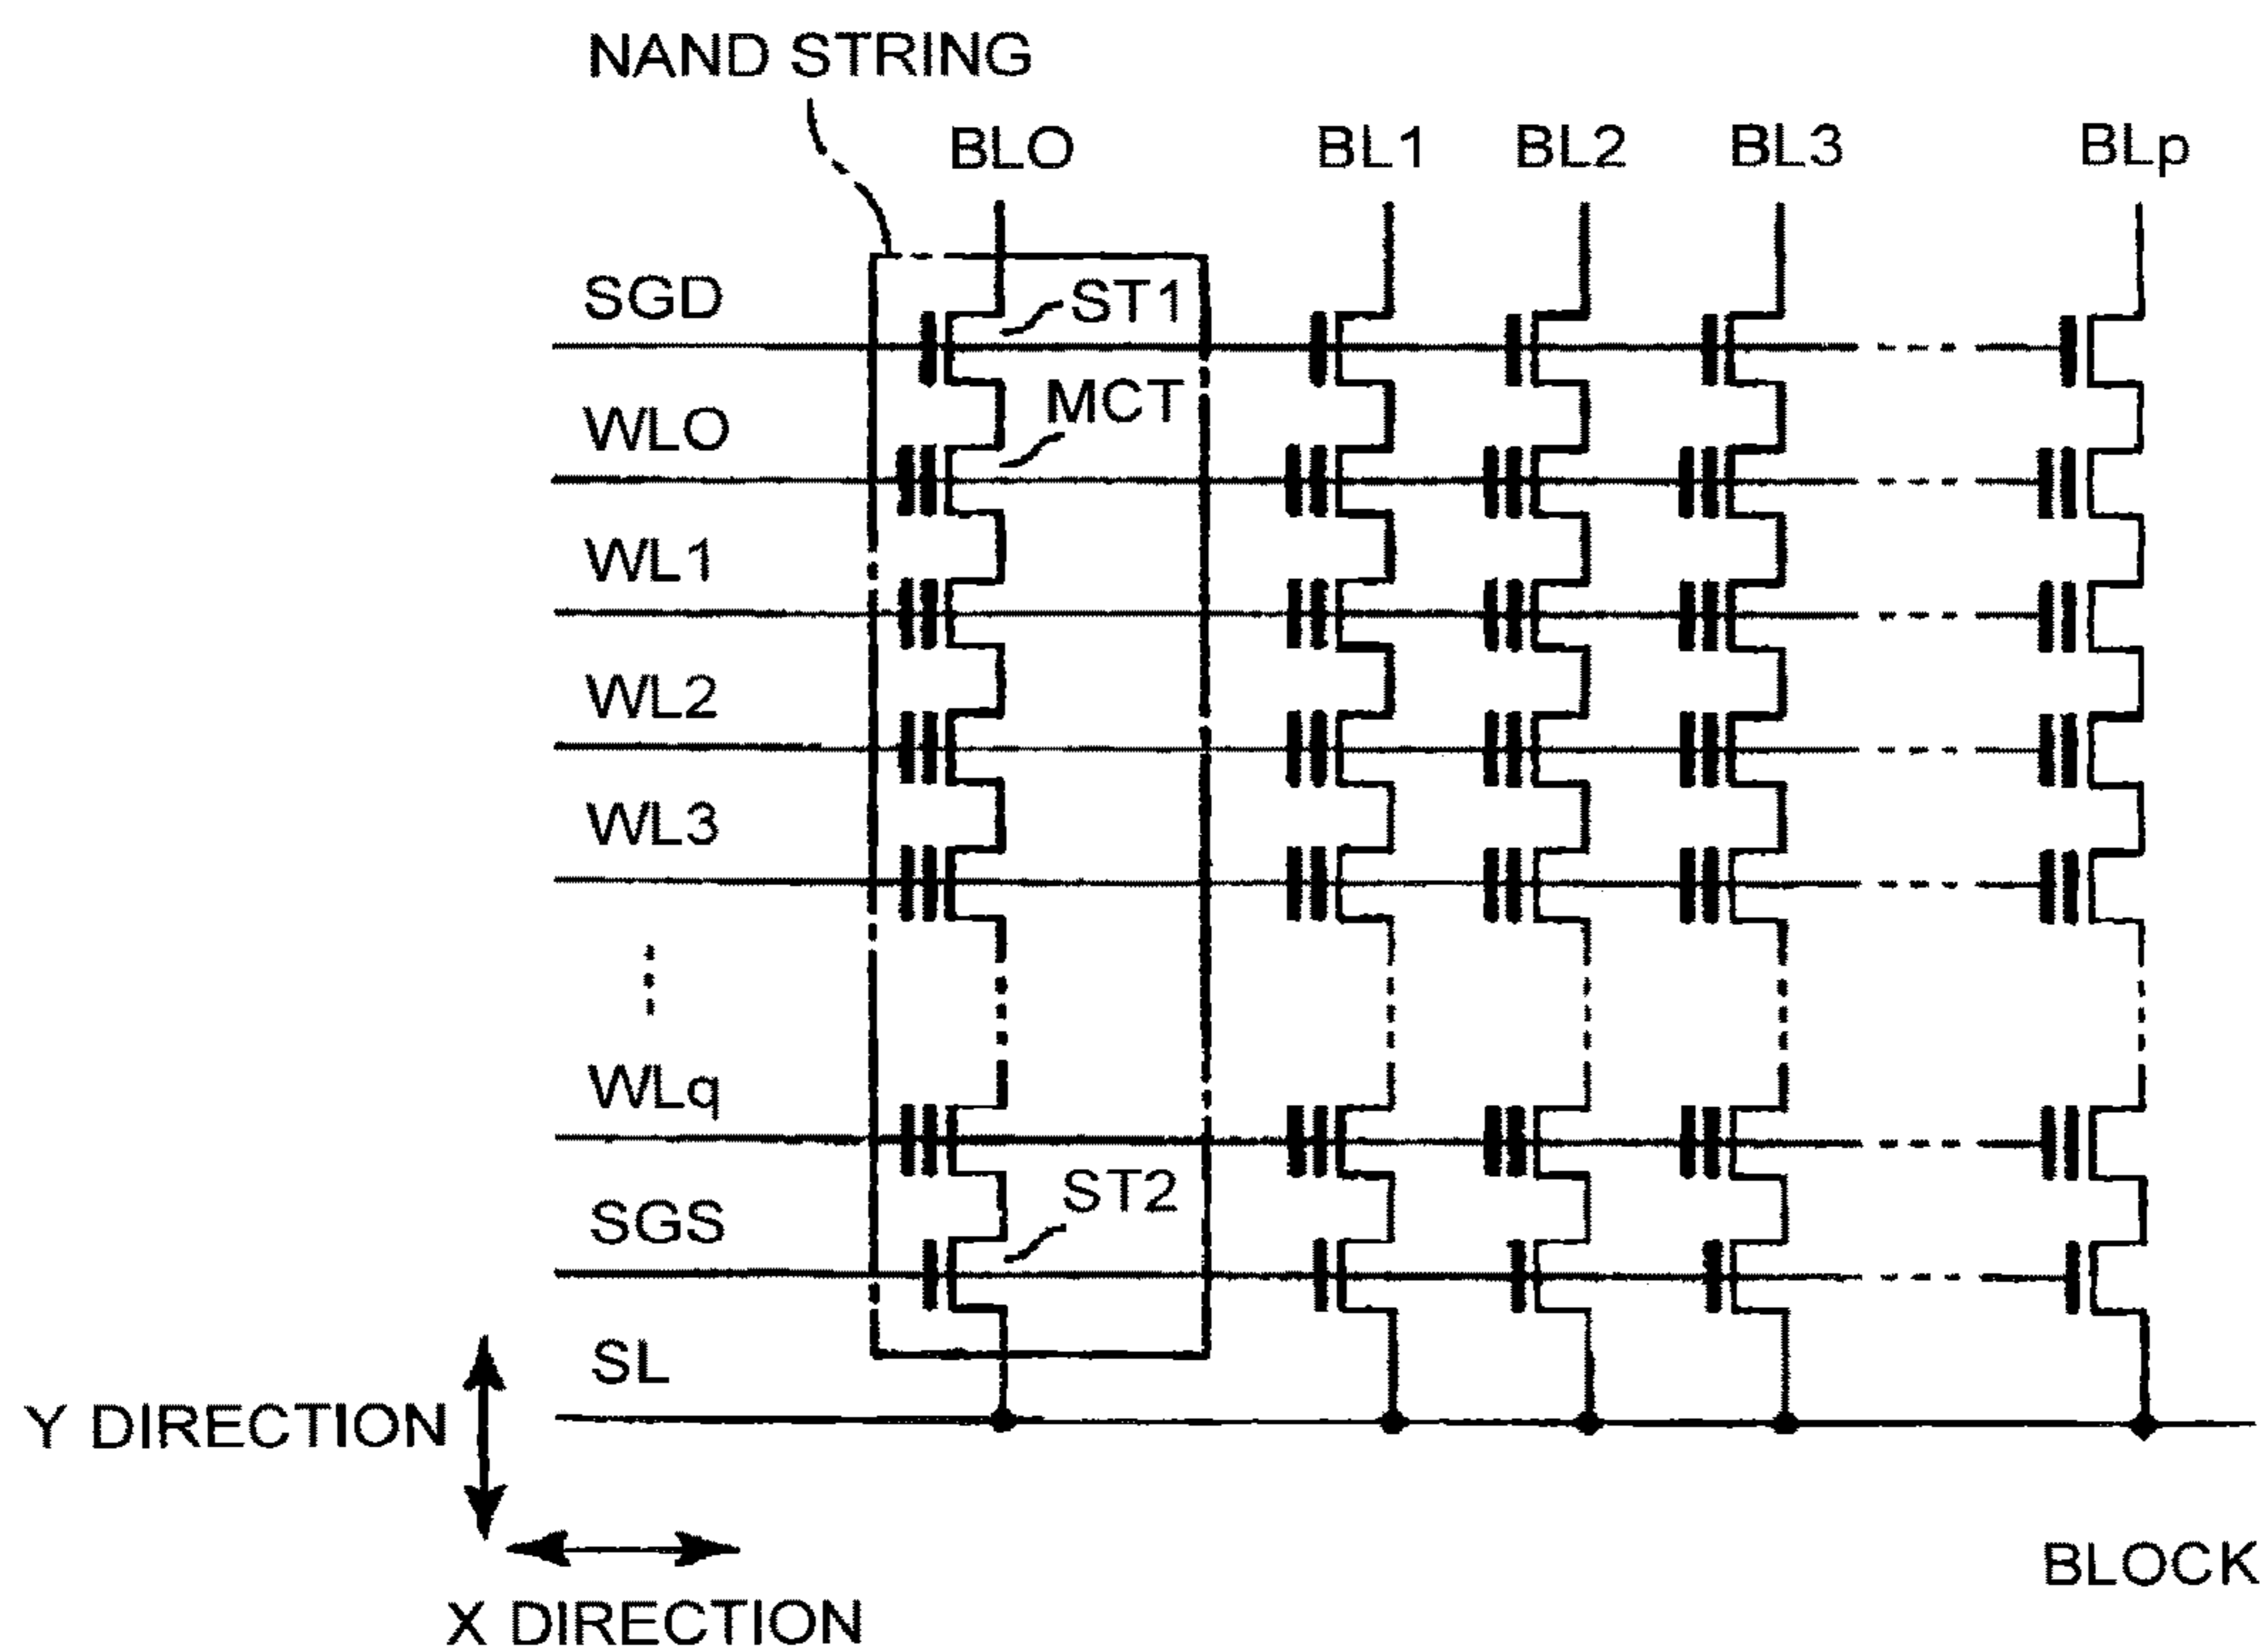 NAND STRING
BLO
BL1
BL2
BL3
BLp
SGD
ST1
MCT
WLO
WL1
WL2
WL3
WLq
ST2
SGS
SL
Y DIRECTION
X DIRECTION
BLOCK